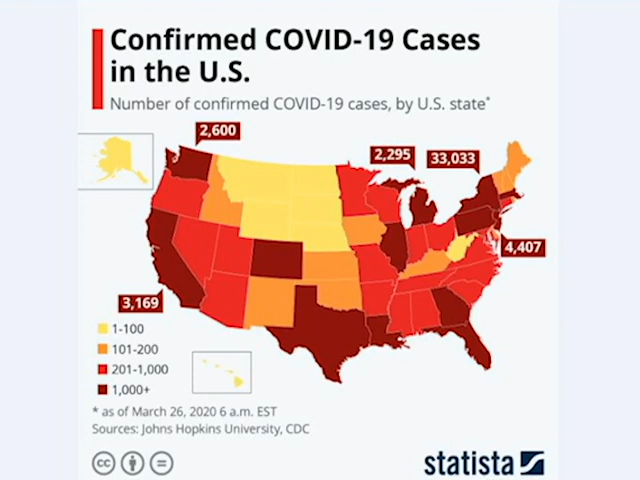 Confirmed COVID-19 Cases
in the U.S.
Number of confirmed COVID-19 cases, by U.S. state*
2,600
2,295
33,033
4,407
3,169
1-100
101-200
201-1,000
1,000+
* as of March 26, 2020 6 a.m. EST
Sources: Johns Hopkins University, CDC
cc
statista